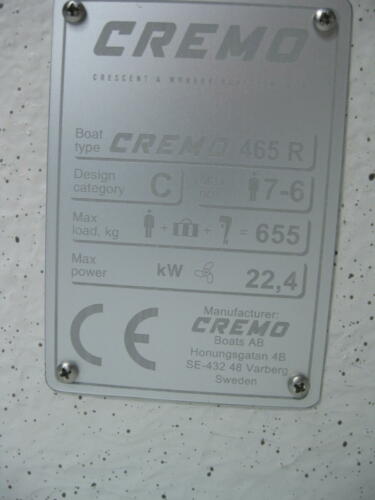 CREMO
CRESCENT &
Boat type CREMO 465 R
Design category C 7-6
Max load, kg + + = 655
Max power kW 22,4
CE
Manufacturer:
CREMO
Boats AB
Honungsgatan 4B
SE-432 48 Varberg
Sweden